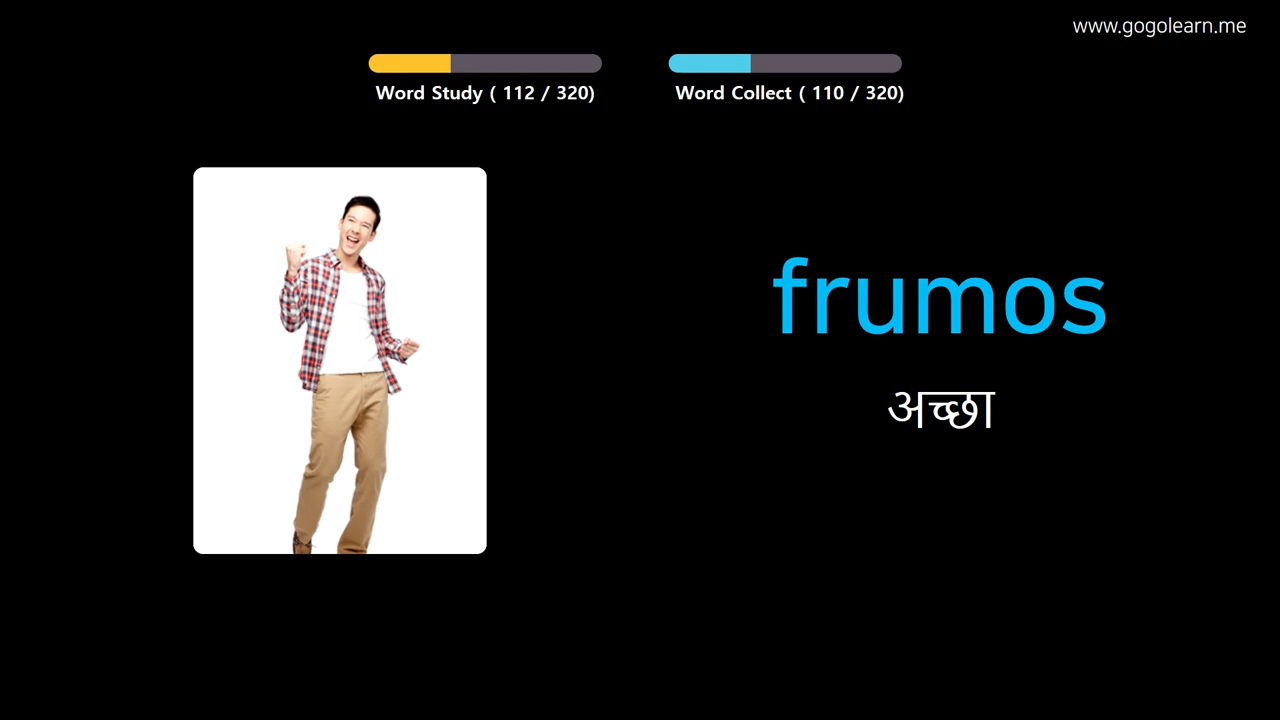 www.gogolearn.me
Word Study ( 112 / 320)
Word Collect ( 110 / 320)
frumos
अच्छा